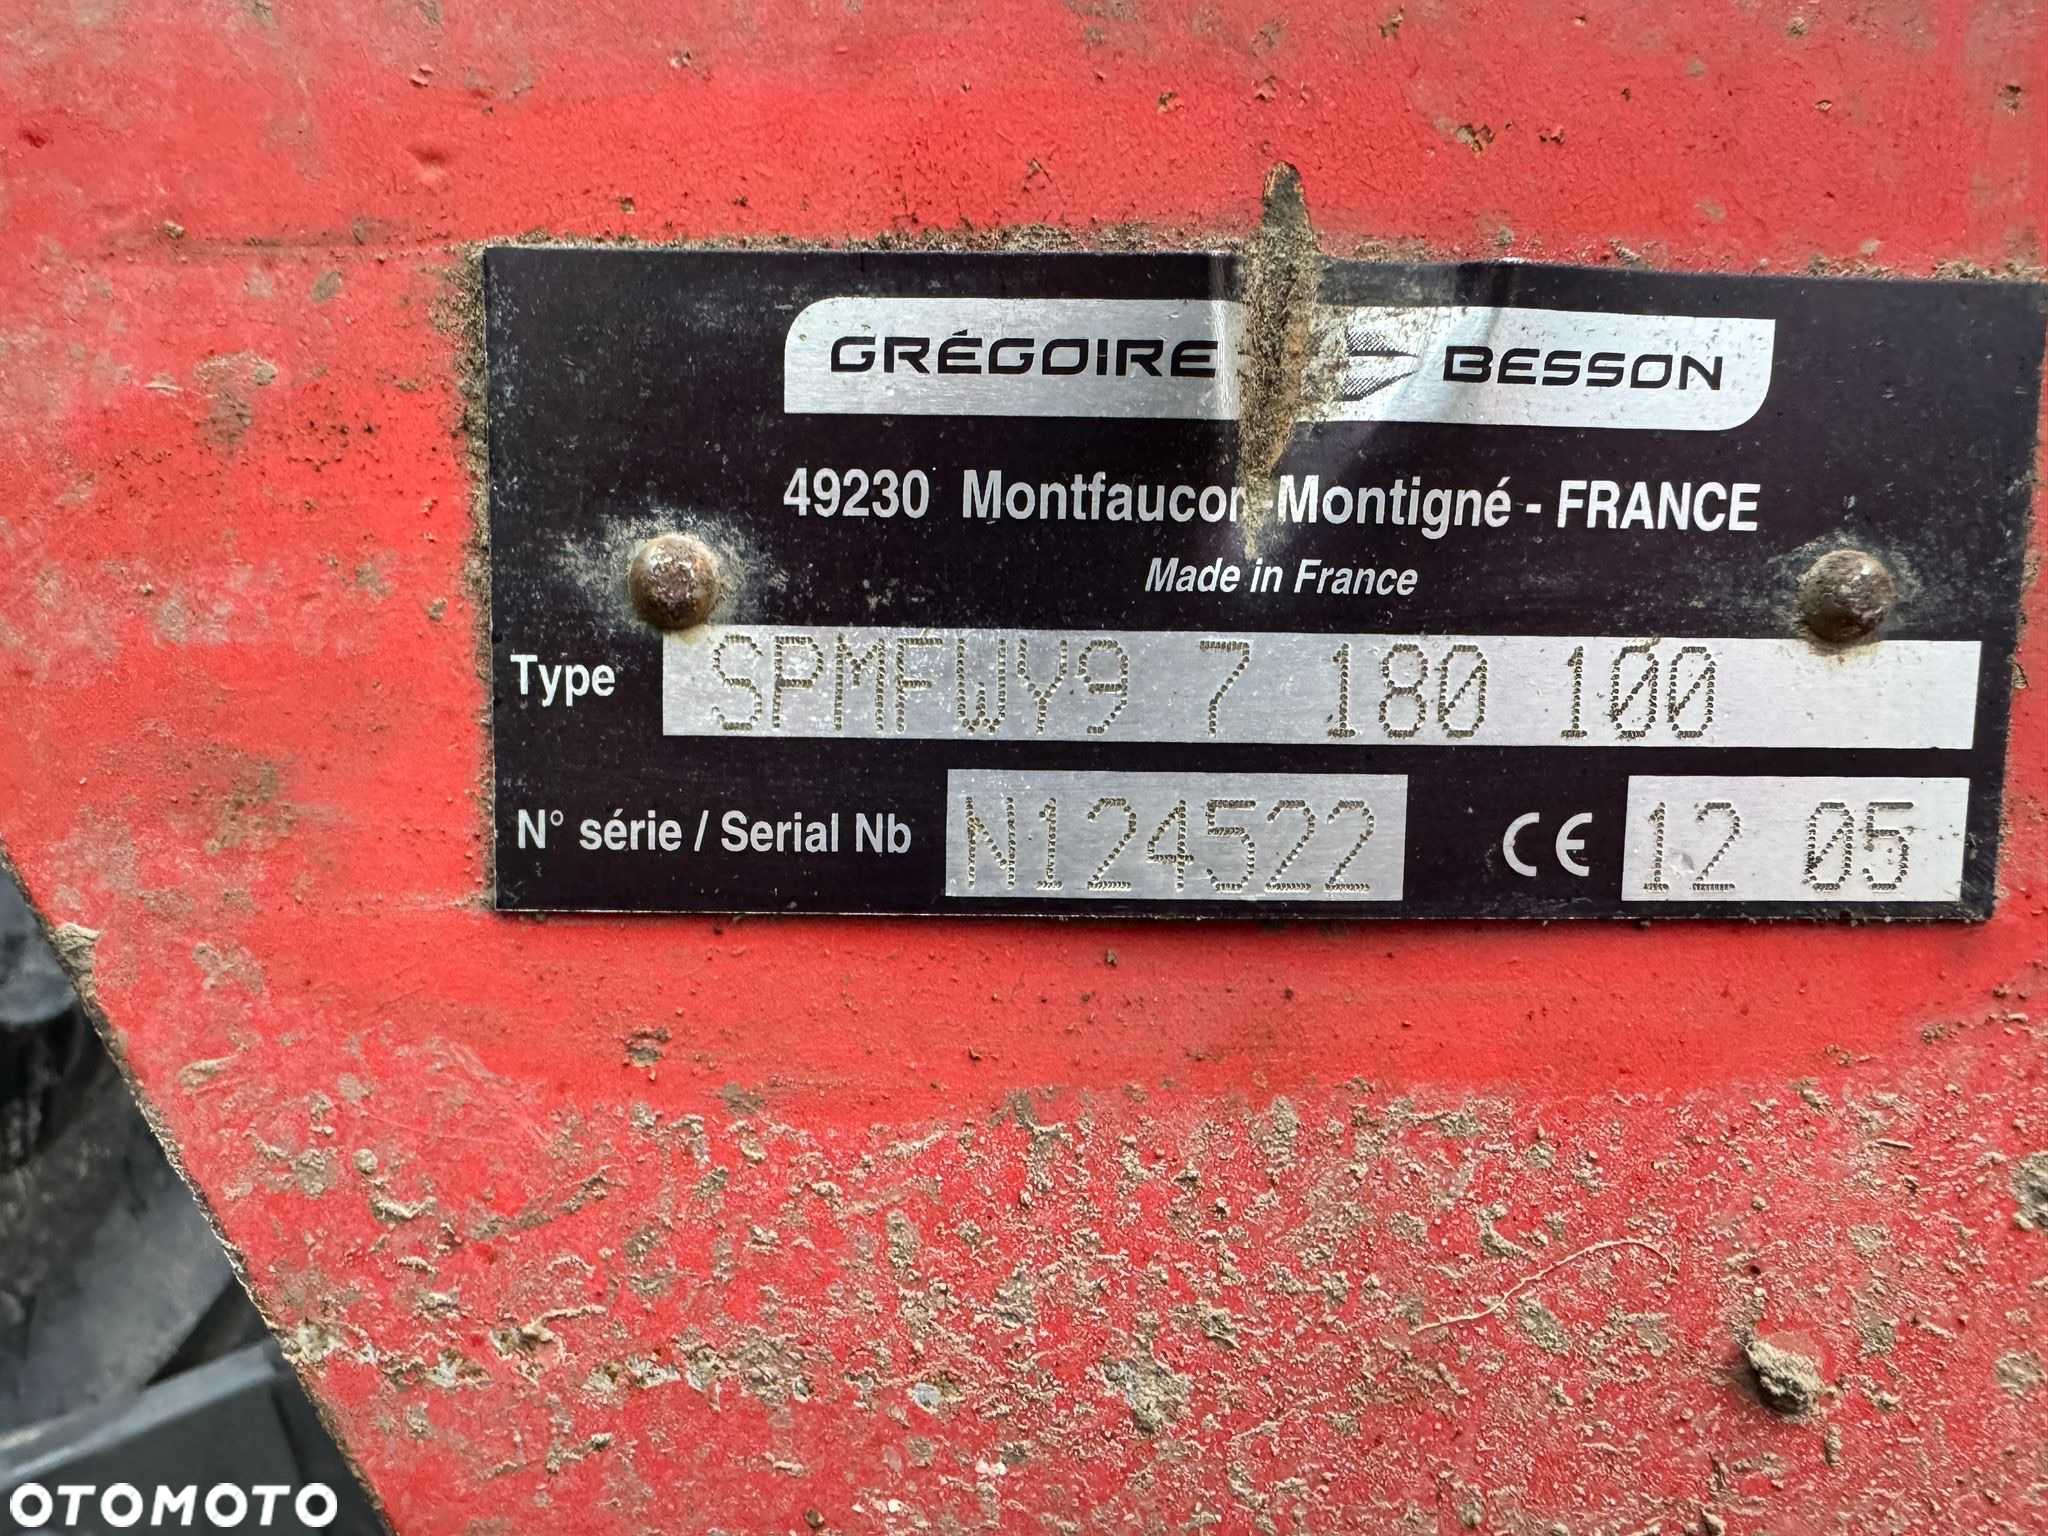 GRÉGOIRE BESSON
49230 Montfaucon-Montigné - FRANCE
Made in France
Type SPMFWY9 7 180 100
N° série / Serial Nb N124522 CE 12 05
OTOMOTO